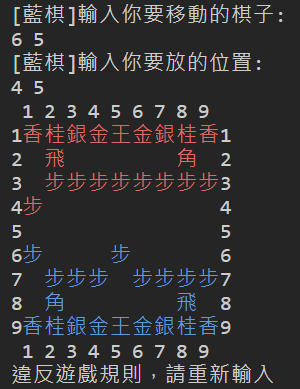 [藍棋]輸入你要移動的棋子:
6 5
[藍棋]輸入你要放的位置:
4 5
 1 2 3 4 5 6 7 8 9
1香桂銀金王金銀桂香1
2  飛          角  2
3  步步步步步步步步3
4步                4
5                  5
6步      步        6
7  步步步  步步步步7
8  角          飛  8
9香桂銀金王金銀桂香9
 1 2 3 4 5 6 7 8 9
違反遊戲規則，請重新輸入